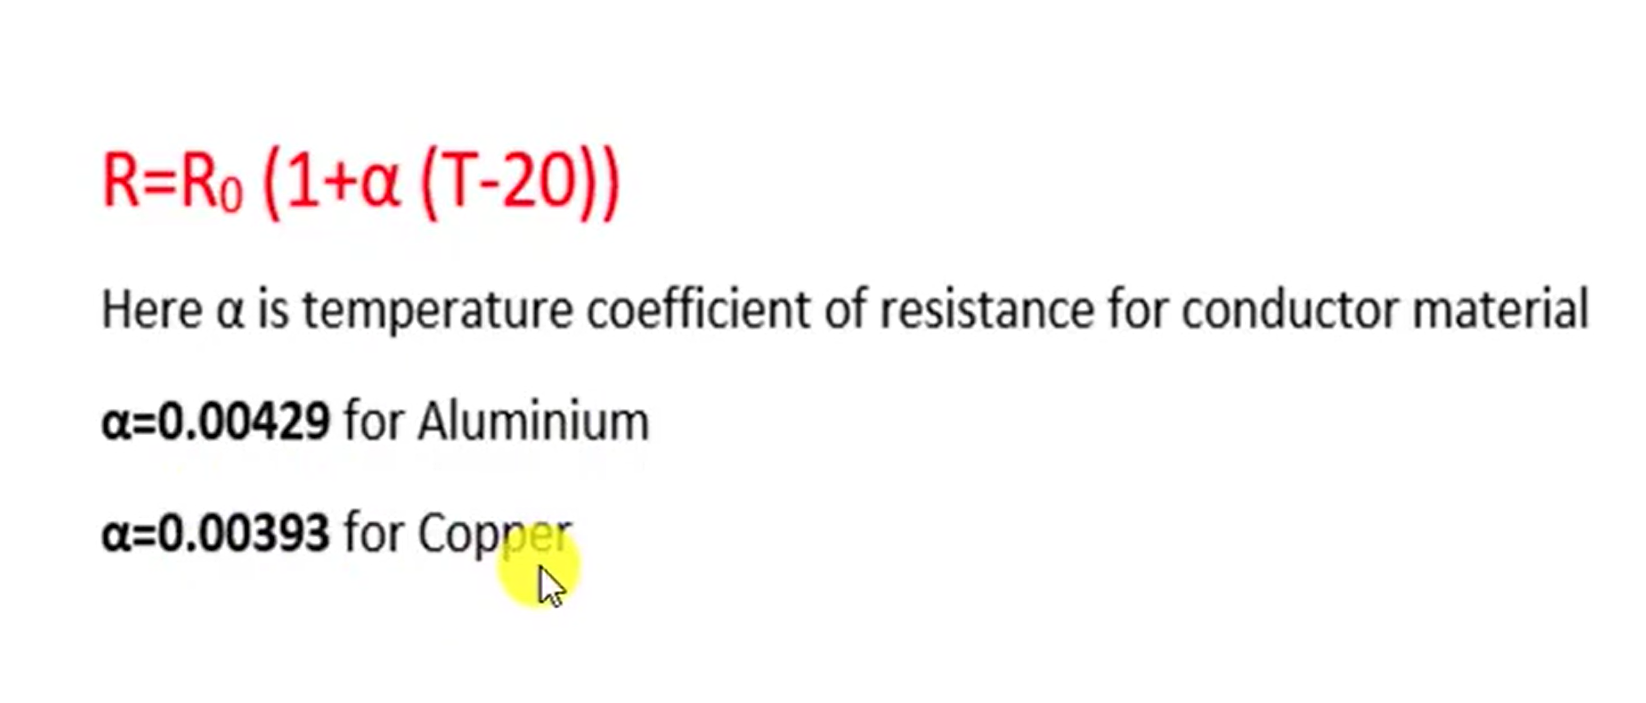 R=R₀ (1+α (T-20))
Here α is temperature coefficient of resistance for conductor material
α=0.00429 for Aluminium
α=0.00393 for Copper